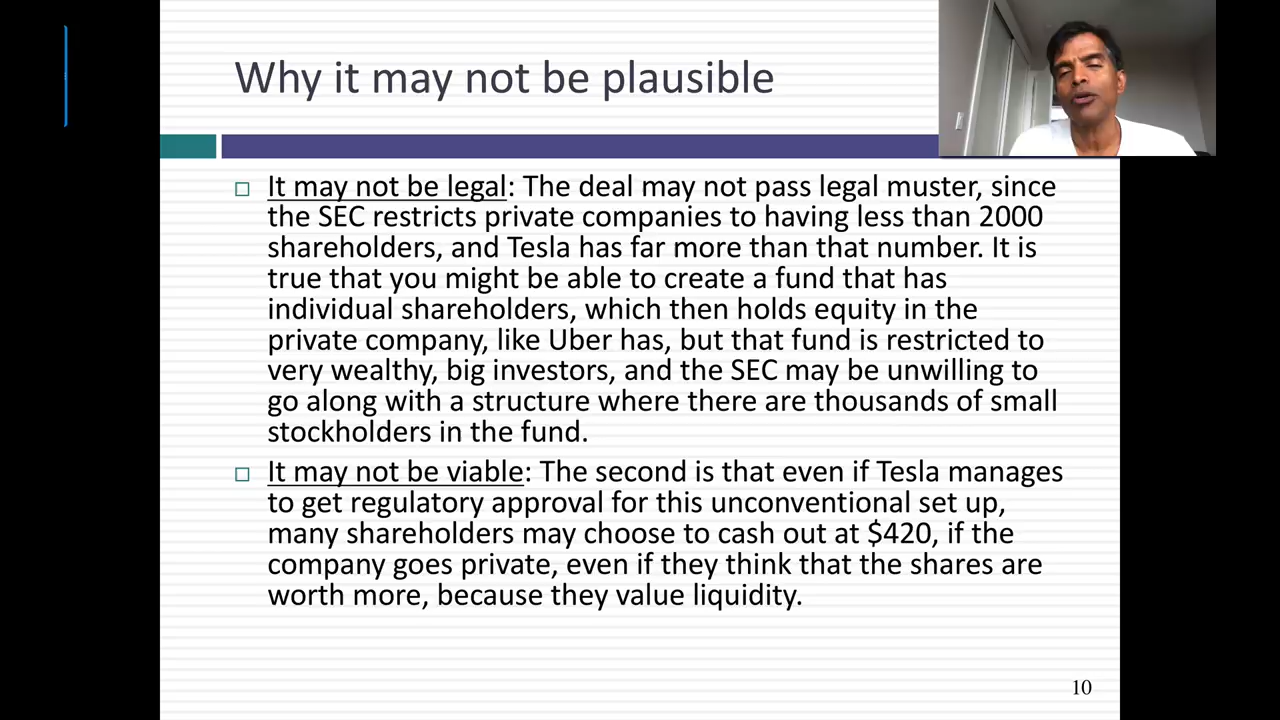 Why it may not be plausible
It may not be legal: The deal may not pass legal muster, since
the SEC restricts private companies to having less than 2000
shareholders, and Tesla has far more than that number. It is
true that you might be able to create a fund that has
individual shareholders, which then holds equity in the
private company, like Uber has, but that fund is restricted to
very wealthy, big investors, and the SEC may be unwilling to
go along with a structure where there are thousands of small
stockholders in the fund.
It may not be viable: The second is that even if Tesla manages
to get regulatory approval for this unconventional set up,
many shareholders may choose to cash out at $420, if the
company goes private, even if they think that the shares are
worth more, because they value liquidity.
10